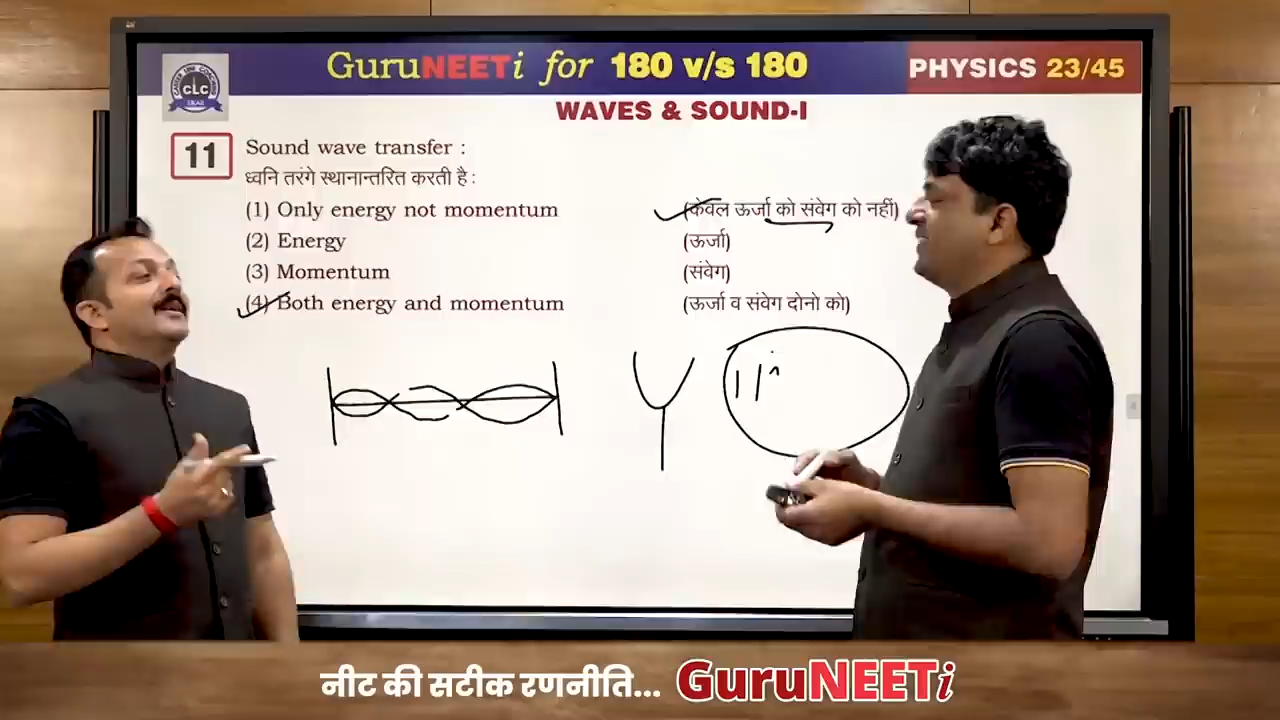 GuruNEETi for 180 v/s 180
PHYSICS 23/45
CLC
SIKAR
WAVES & SOUND-I
11 Sound wave transfer :
ध्वनि तरंगे स्थानान्तरित करती है :
(1) Only energy not momentum (केवल ऊर्जा को संवेग को नहीं)
(2) Energy (ऊर्जा)
(3) Momentum (संवेग)
(4) Both energy and momentum (ऊर्जा व संवेग दोनो को)
नीट की सटीक रणनीति... GuruNEETi